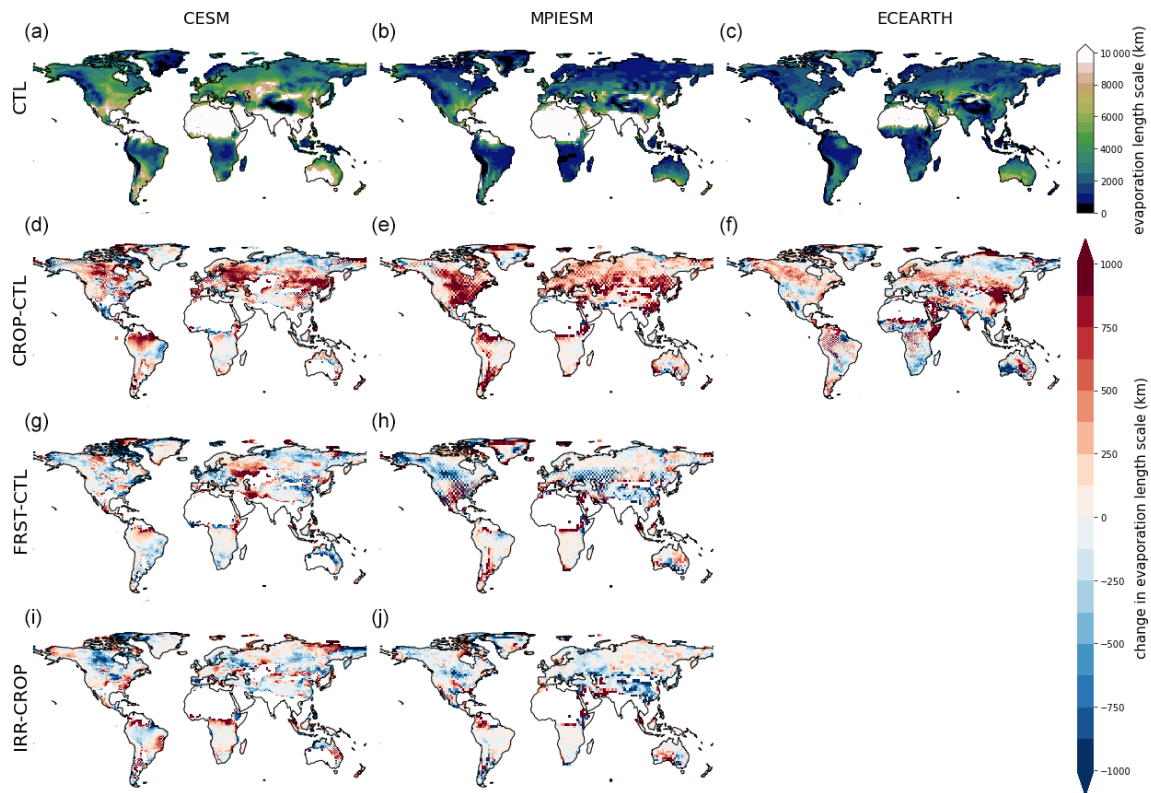 CESM MPIESM ECEARTH
(a) (b) (c)
CTL
10 000
8000
6000
4000
2000
0
evaporation length scale (km)
(d) (e) (f)
CROP-CTL
(g) (h)
FRST-CTL
(i) (j)
IRR-CROP
1000
750
500
250
0
−250
−500
−750
−1000
change in evaporation length scale (km)